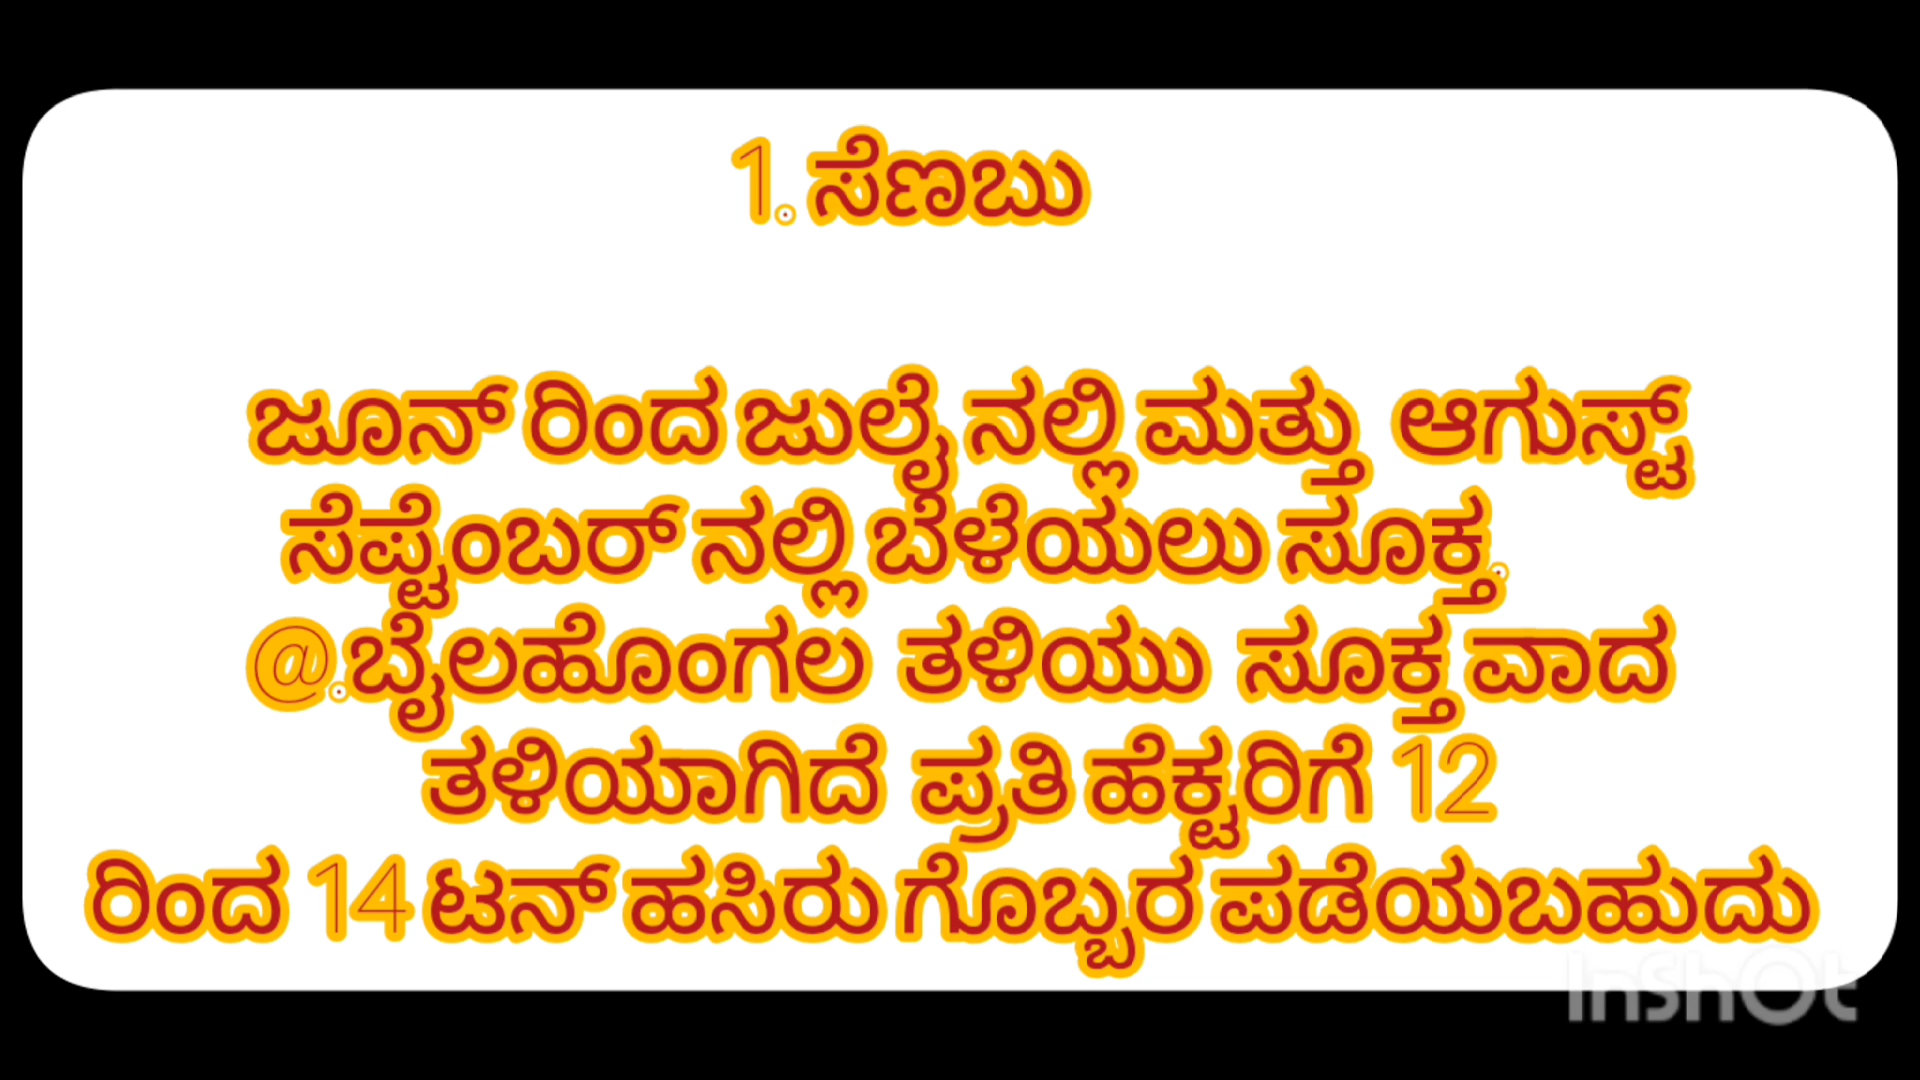 1. ಸೆಣಬು
ಜೂನ್ ರಿಂದ ಜುಲೈ ನಲ್ಲಿ ಮತ್ತು ಆಗುಸ್ಟ್
ಸೆಪ್ಟೆಂಬರ್ ನಲ್ಲಿ ಬೆಳೆಯಲು ಸೂಕ್ತ.
@.ಬೈಲಹೊಂಗಲ ತಳಿಯು ಸೂಕ್ತ ವಾದ
ತಳಿಯಾಗಿದೆ ಪ್ರತಿ ಹೆಕ್ಟರಿಗೆ 12
ರಿಂದ 14 ಟನ್ ಹಸಿರು ಗೊಬ್ಬರ ಪಡೆಯಬಹುದು
InShOt